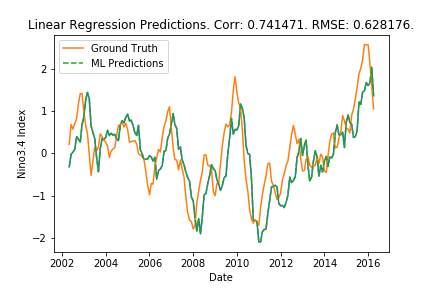 Linear Regression Predictions. Corr: 0.741471. RMSE: 0.628176.
Ground Truth
ML Predictions
2
1
0
−1
−2
Nino3.4 Index
2002 2004 2006 2008 2010 2012 2014 2016
Date